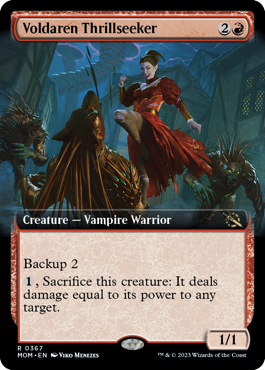 Voldaren Thrillseeker 2
Creature — Vampire Warrior
Backup 2
1 , Sacrifice this creature: It deals
damage equal to its power to any
target.
1/1
R 0367
MOM • EN Viko Menezes
™ & © 2023 Wizards of the Coast